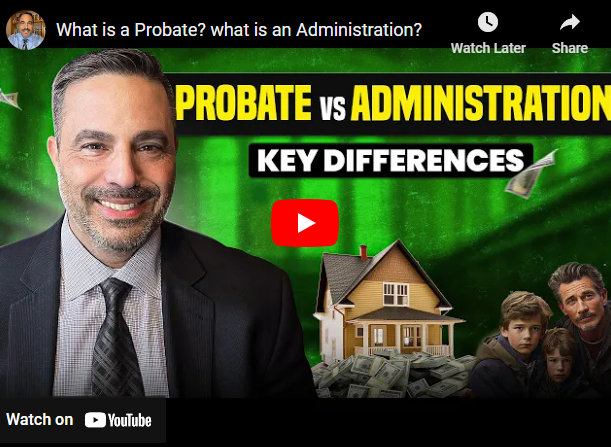 What is a Probate? what is an Administration?
Watch Later
Share
PROBATE VS ADMINISTRATION
KEY DIFFERENCES
Watch on YouTube